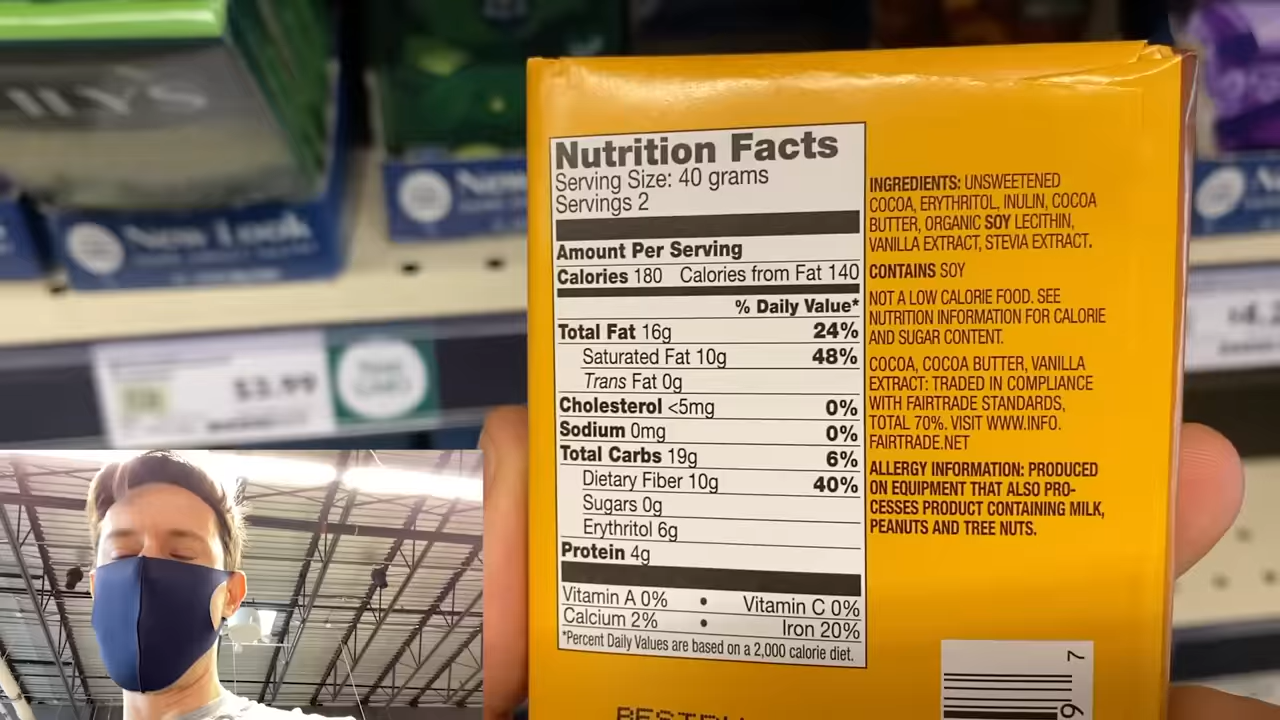 LLY'S
New Look
New
$3.99
Nutrition Facts
Serving Size: 40 grams
Servings 2
Amount Per Serving
Calories 180 Calories from Fat 140
% Daily Value*
Total Fat 16g 24%
Saturated Fat 10g 48%
Trans Fat 0g
Cholesterol <5mg 0%
Sodium 0mg 0%
Total Carbs 19g 6%
Dietary Fiber 10g 40%
Sugars 0g
Erythritol 6g
Protein 4g
Vitamin A 0% • Vitamin C 0%
Calcium 2% • Iron 20%
*Percent Daily Values are based on a 2,000 calorie diet.
INGREDIENTS: UNSWEETENED
COCOA, ERYTHRITOL, INULIN, COCOA
BUTTER, ORGANIC SOY LECITHIN,
VANILLA EXTRACT, STEVIA EXTRACT.
CONTAINS SOY
NOT A LOW CALORIE FOOD. SEE
NUTRITION INFORMATION FOR CALORIE
AND SUGAR CONTENT.
COCOA, COCOA BUTTER, VANILLA
EXTRACT: TRADED IN COMPLIANCE
WITH FAIRTRADE STANDARDS,
TOTAL 70%. VISIT WWW.INFO.
FAIRTRADE.NET
ALLERGY INFORMATION: PRODUCED
ON EQUIPMENT THAT ALSO PRO-
CESSES PRODUCT CONTAINING MILK,
PEANUTS AND TREE NUTS.
7
9